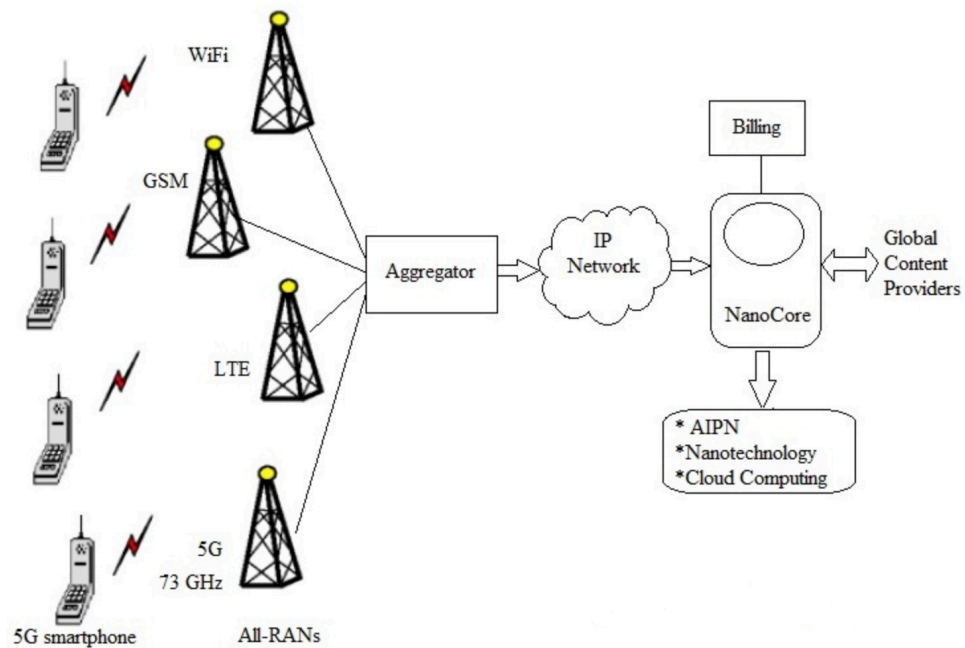 WiFi
GSM
LTE
5G
73 GHz
5G smartphone
All-RANs
Aggregator
IP
Network
Billing
NanoCore
Global
Content
Providers
* AIPN
*Nanotechnology
*Cloud Computing